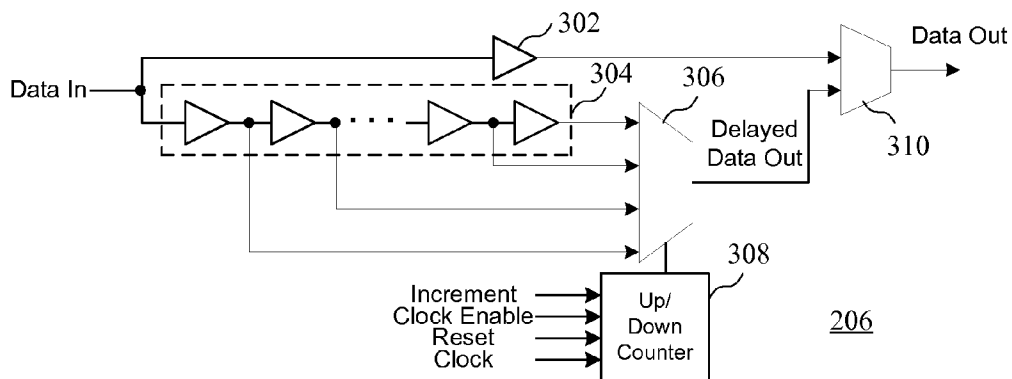 302
Data Out
Data In
304
306
Delayed
Data Out
310
308
Increment
Clock Enable
Reset
Clock
Up/
Down
Counter
206